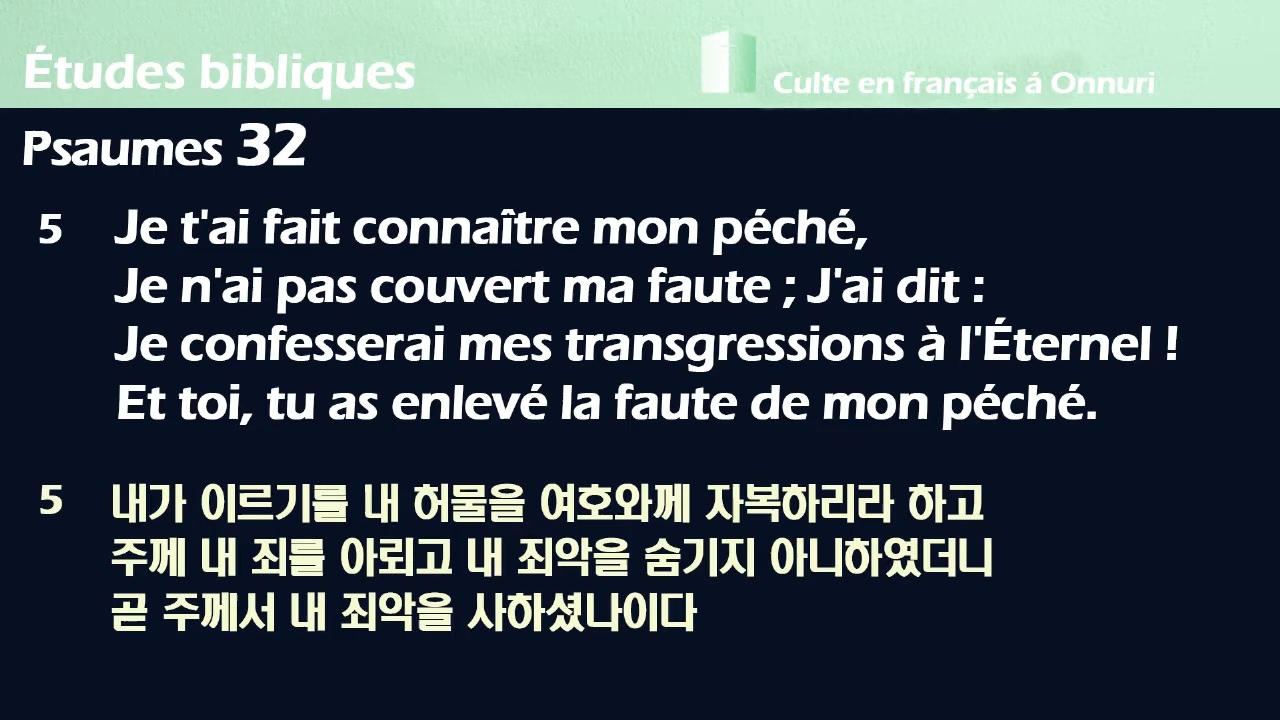 Études bibliques
Culte en français á Onnuri
Psaumes 32
5 Je t'ai fait connaître mon péché,
Je n'ai pas couvert ma faute ; J'ai dit :
Je confesserai mes transgressions à l'Éternel !
Et toi, tu as enlevé la faute de mon péché.
5 내가 이르기를 내 허물을 여호와께 자복하리라 하고
주께 내 죄를 아뢰고 내 죄악을 숨기지 아니하였더니
곧 주께서 내 죄악을 사하셨나이다